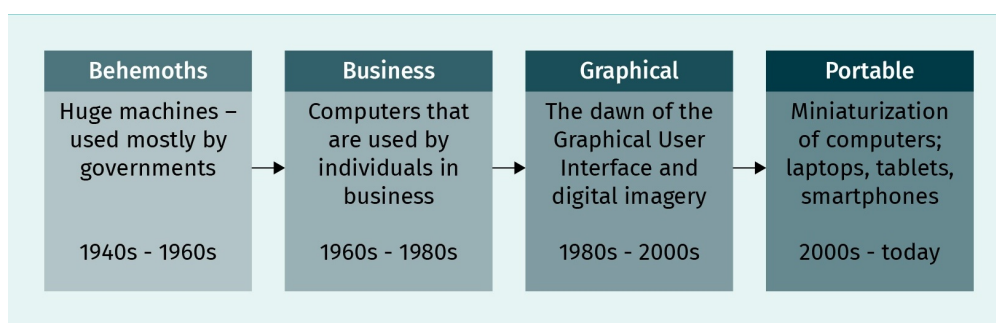 Behemoths
Huge machines –
used mostly by
governments
1940s - 1960s
Business
Computers that
are used by
individuals in
business
1960s - 1980s
Graphical
The dawn of the
Graphical User
Interface and
digital imagery
1980s - 2000s
Portable
Miniaturization
of computers;
laptops, tablets,
smartphones
2000s - today